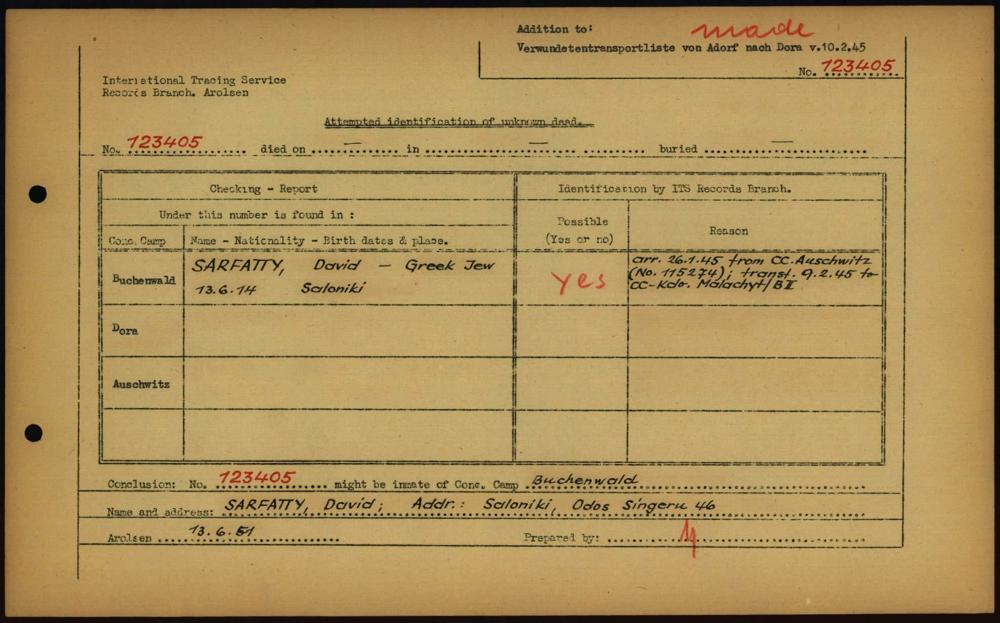 Addition to: made
Verwundetentransportliste von Adorf nach Dora v.10.2.45
No. 123405
International Tracing Service
Records Branch. Arolsen
Attempted identification of unknown dead.
No. 123405 died on — in — buried —
Checking - Report
Identification by ITS Records Branch.
Under this number is found in :
Possible
(Yes or no)
Reason
Conc. Camp
Name - Nationality - Birth dates & place.
Buchenwald
SARFATTY, David — Greek Jew
13.6.14 Saloniki
yes
arr. 26.1.45 from CC. Auschwitz
(No. 115274); transf. 9.2.45 to
CC-Kdo. Malachyt/B II
Dora
Auschwitz
Conclusion: No. 123405 might be inmate of Conc. Camp Buchenwald
Name and address: SARFATTY, David; Addr.: Saloniki, Odos Singeru 46
Arolsen 13.6.51
Prepared by: